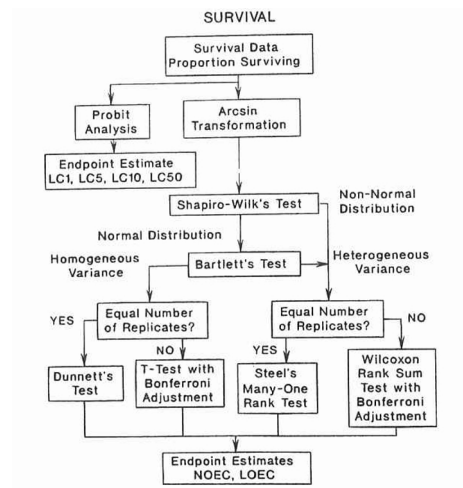 SURVIVAL
Survival Data
Proportion Surviving
Probit
Analysis
Arcsin
Transformation
Endpoint Estimate
LC1, LC5, LC10, LC50
Shapiro-Wilk's Test
Non-Normal
Distribution
Normal Distribution
Homogeneous
Variance
Bartlett's Test
Heterogeneous
Variance
YES
Equal Number
of Replicates?
NO
Equal Number
of Replicates?
NO
YES
Dunnett's
Test
T-Test with
Bonferroni
Adjustment
Steel's
Many-One
Rank Test
Wilcoxon
Rank Sum
Test with
Bonferroni
Adjustment
Endpoint Estimates
NOEC, LOEC